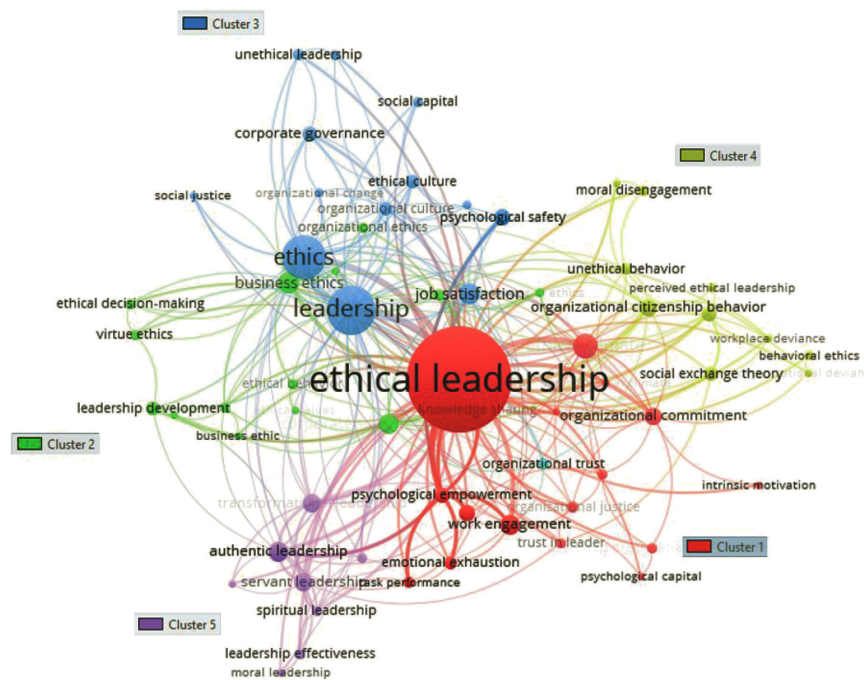 Cluster 3
unethical leadership
social capital
corporate governance
Cluster 4
ethical culture
moral disengagement
social justice
organizational change
organizational culture
psychological safety
organizational ethics
ethics
unethical behavior
business ethics
perceived ethical leadership
job satisfaction
ethics
ethical decision-making
leadership
organizational citizenship behavior
virtue ethics
workplace deviance
behavioral ethics
ethical leadership
social exchange theory
leadership development
Knowledge sharing
organizational commitment
business ethic
Cluster 2
organizational trust
intrinsic motivation
psychological empowerment
organizational justice
work engagement
trust in leader
Cluster 1
authentic leadership
emotional exhaustion
psychological capital
servant leadership
task performance
spiritual leadership
Cluster 5
leadership effectiveness
moral leadership